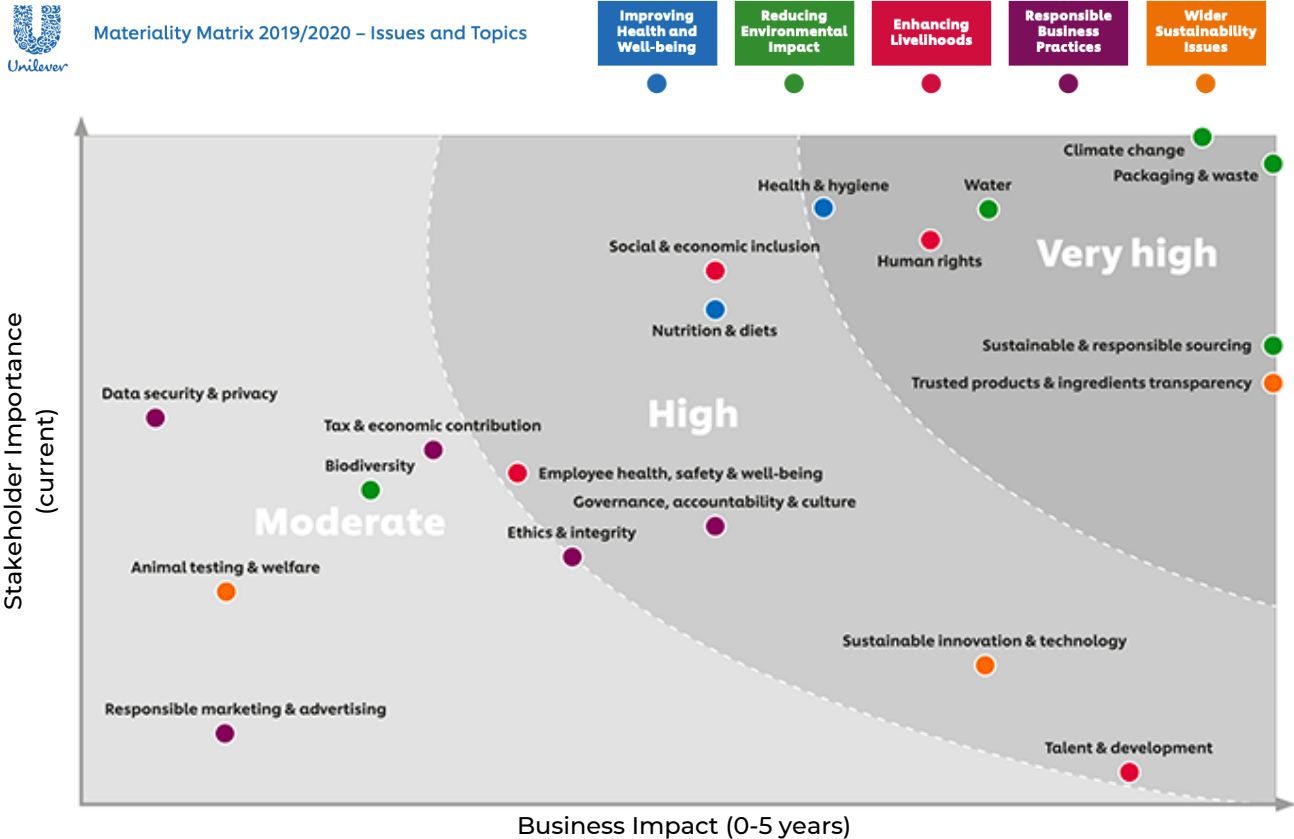 Unilever
Materiality Matrix 2019/2020 – Issues and Topics
Improving
Health and
Well-being
Reducing
Environmental
Impact
Enhancing
Livelihoods
Responsible
Business
Practices
Wider
Sustainability
Issues
Climate change
Packaging & waste
Health & hygiene
Water
Social & economic inclusion
Human rights
Very high
Nutrition & diets
Sustainable & responsible sourcing
Trusted products & ingredients transparency
Data security & privacy
High
Tax & economic contribution
Biodiversity
Employee health, safety & well-being
Governance, accountability & culture
Moderate
Ethics & integrity
Animal testing & welfare
Sustainable innovation & technology
Responsible marketing & advertising
Talent & development
Stakeholder Importance
(current)
Business Impact (0-5 years)